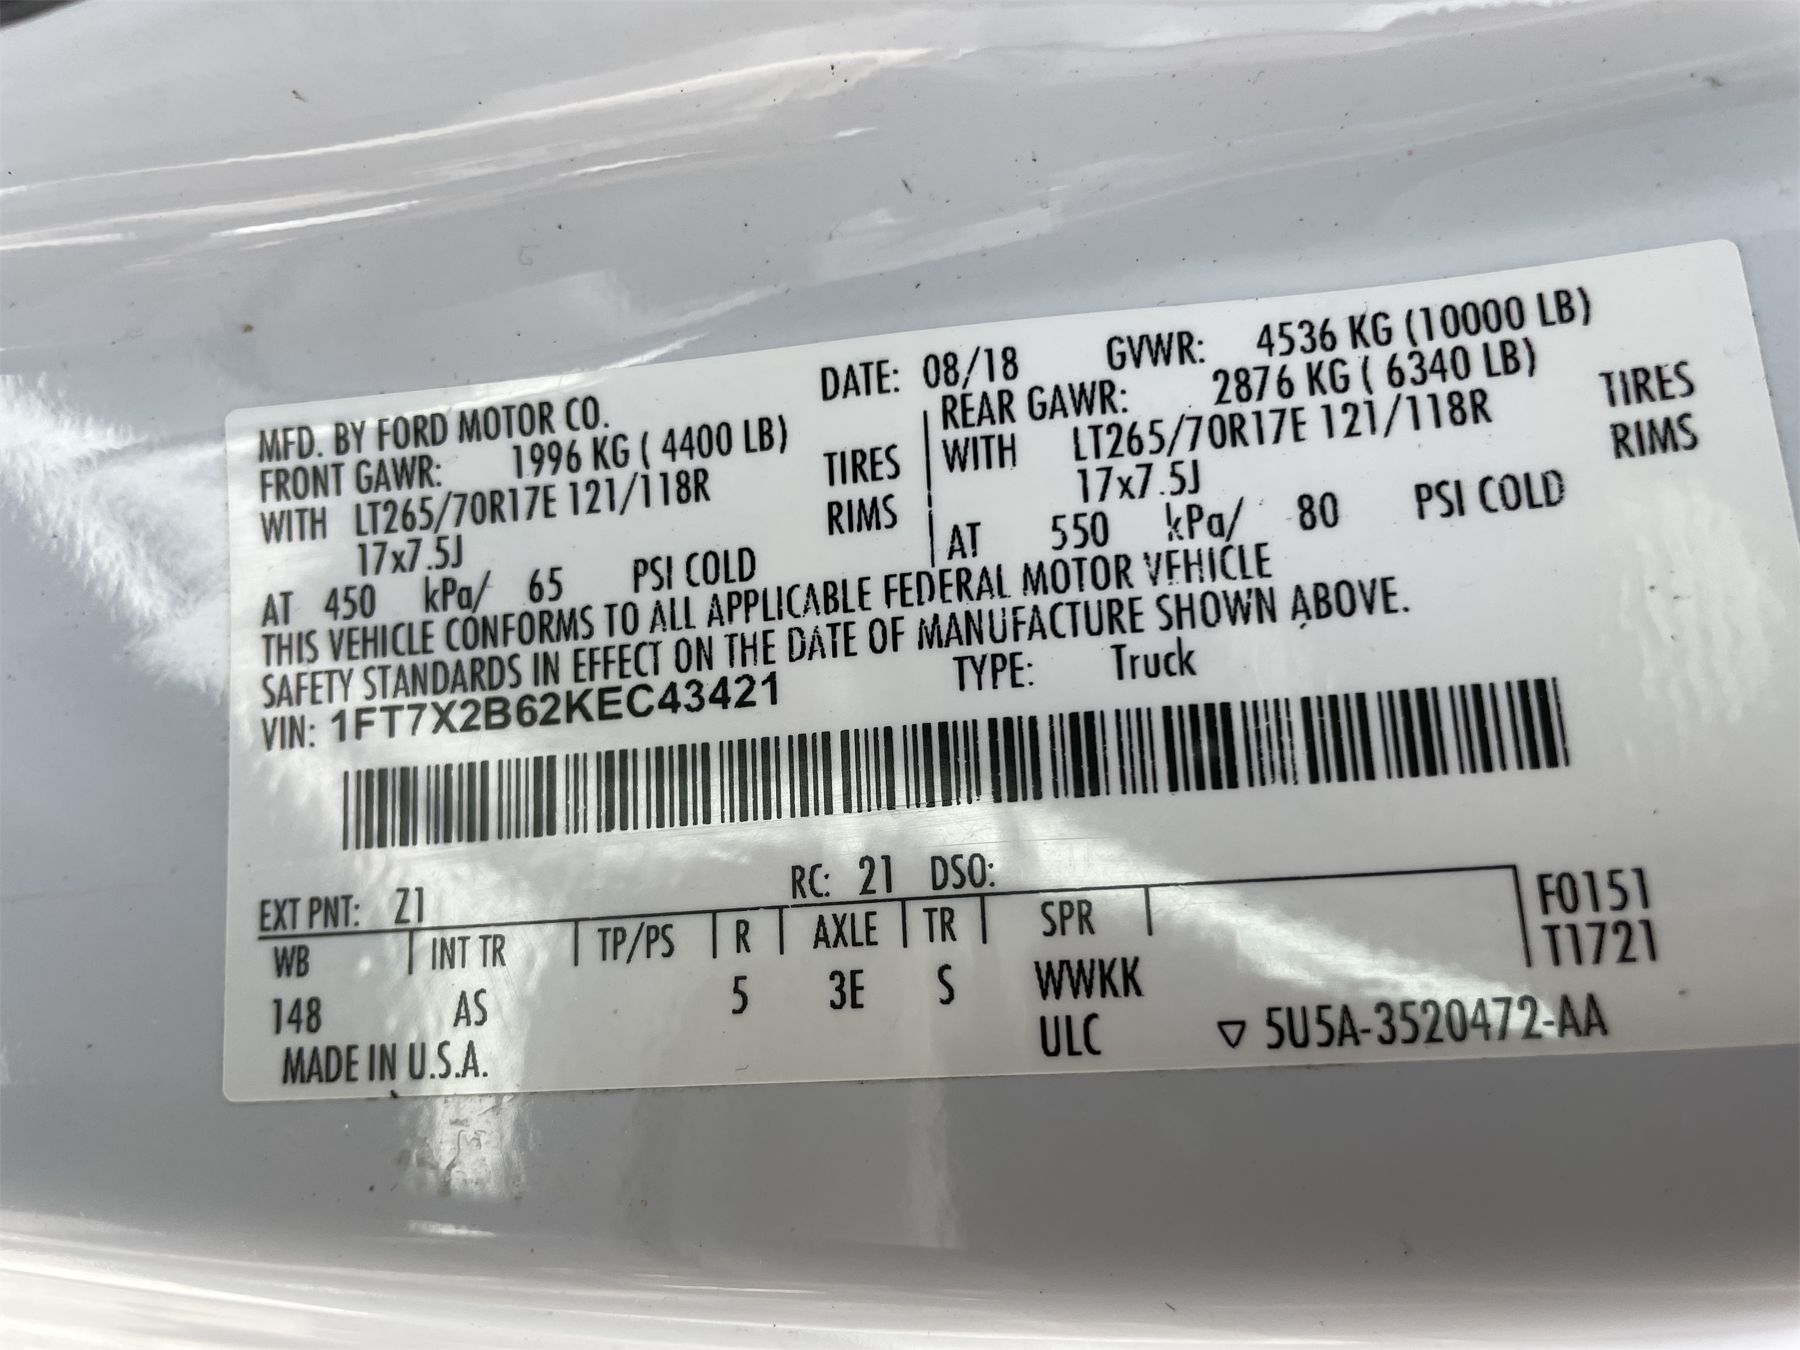 DATE: 08/18 GVWR: 4536 KG (10000 LB)
MFD. BY FORD MOTOR CO.
FRONT GAWR: 1996 KG ( 4400 LB)
WITH LT265/70R17E 121/118R TIRES
17x7.5J RIMS
AT 450 kPa/ 65 PSI COLD
REAR GAWR: 2876 KG ( 6340 LB)
WITH LT265/70R17E 121/118R TIRES
17x7.5J RIMS
AT 550 kPa/ 80 PSI COLD
THIS VEHICLE CONFORMS TO ALL APPLICABLE FEDERAL MOTOR VEHICLE
SAFETY STANDARDS IN EFFECT ON THE DATE OF MANUFACTURE SHOWN ABOVE.
VIN: 1FT7X2B62KEC43421 TYPE: Truck
EXT PNT: Z1 RC: 21 DSO:
WB INT TR TP/PS R AXLE TR SPR F0151
T1721
148 AS 5 3E S WWKK
ULC ▽ 5U5A-3520472-AA
MADE IN U.S.A.